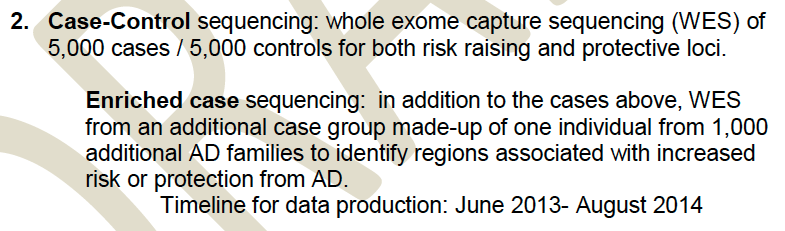 2. Case-Control sequencing: whole exome capture sequencing (WES) of
5,000 cases / 5,000 controls for both risk raising and protective loci.
Enriched case sequencing: in addition to the cases above, WES
from an additional case group made-up of one individual from 1,000
additional AD families to identify regions associated with increased
risk or protection from AD.
Timeline for data production: June 2013- August 2014